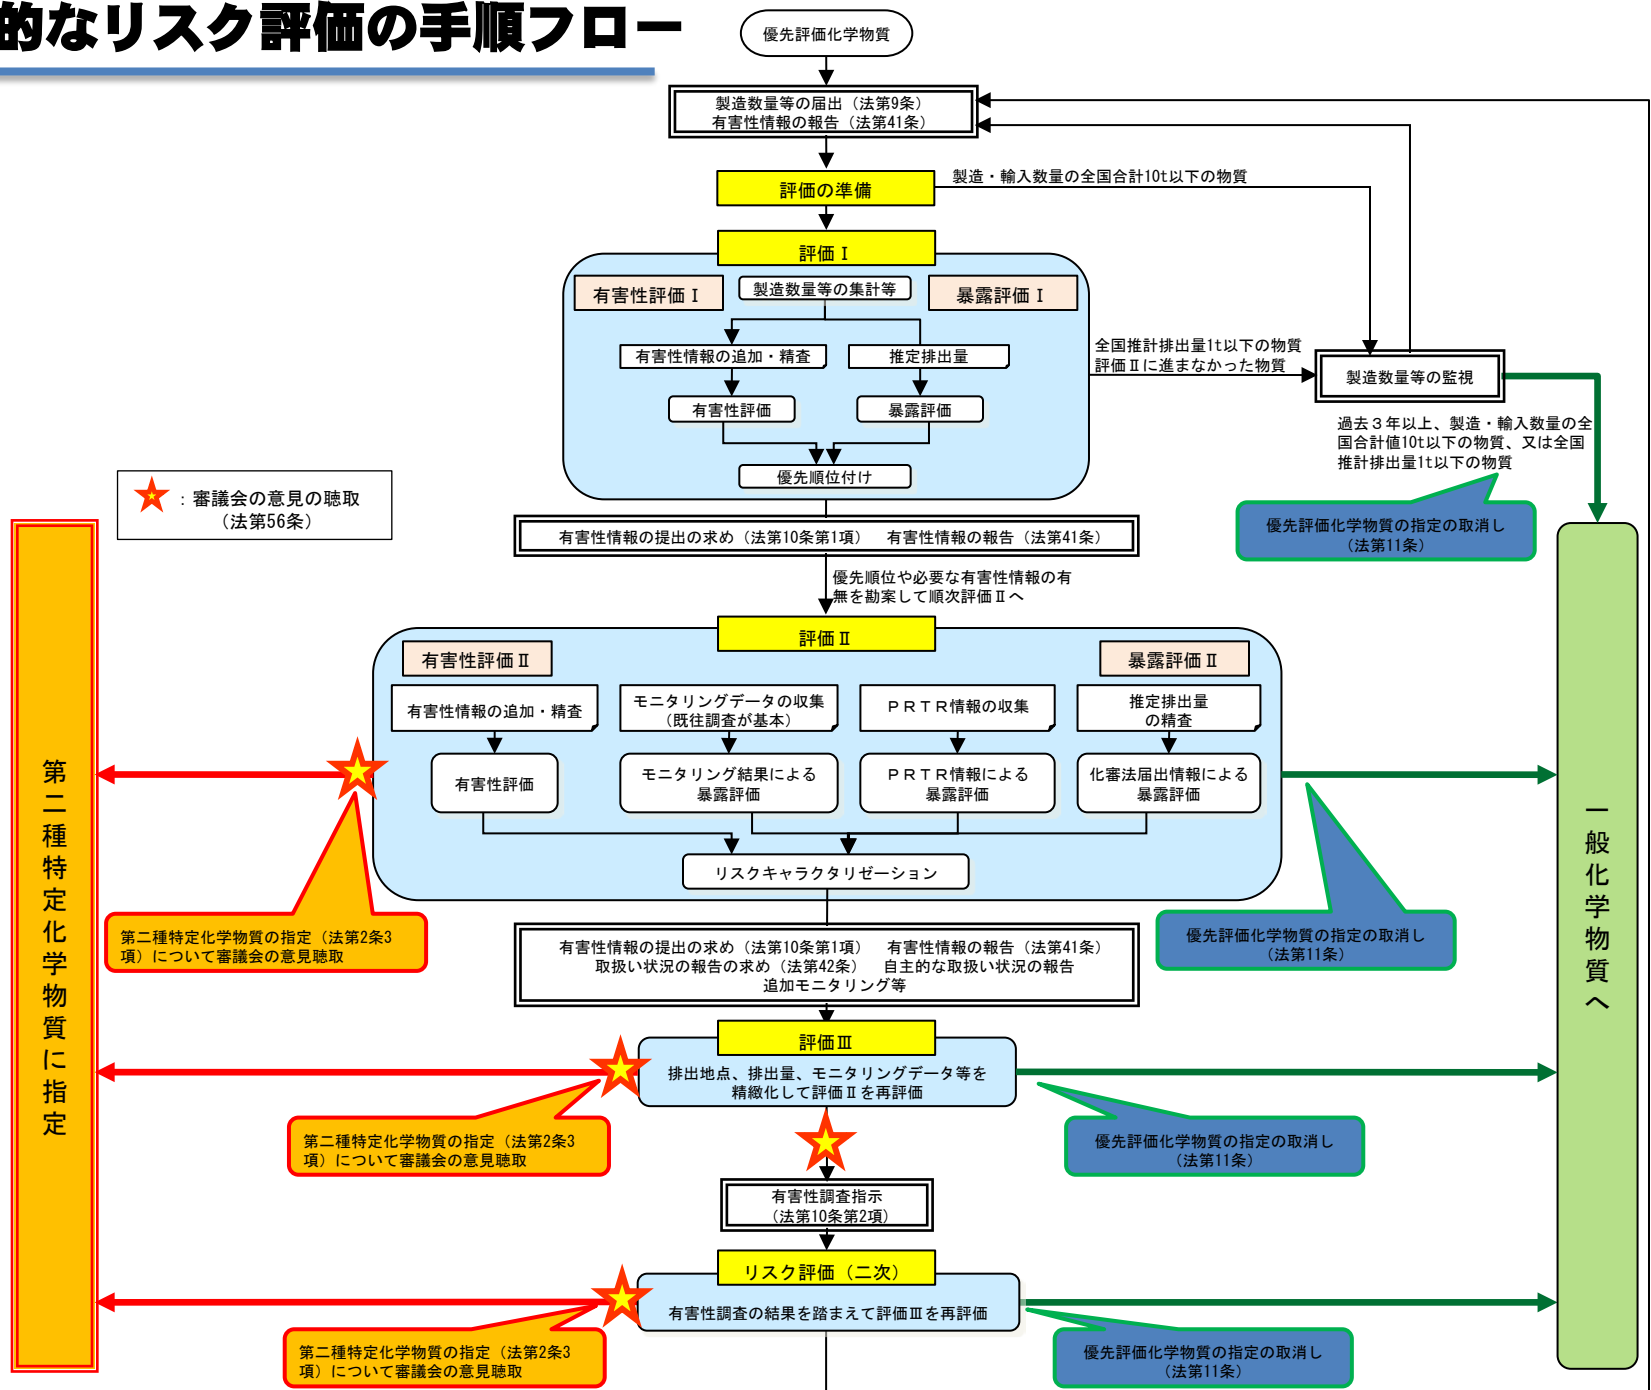 的なリスク評価の手順フロー
優先評価化学物質
製造数量等の届出（法第9条）
有害性情報の報告（法第41条）
評価の準備
製造・輸入数量の全国合計10t以下の物質
評価Ⅰ
有害性評価Ⅰ
製造数量等の集計等
暴露評価Ⅰ
有害性情報の追加・精査
推定排出量
有害性評価
暴露評価
優先順位付け
全国推計排出量1t以下の物質
評価Ⅱに進まなかった物質
製造数量等の監視
過去３年以上、製造・輸入数量の全
国合計値10t以下の物質、又は全国
推計排出量1t以下の物質
優先評価化学物質の指定の取消し
（法第11条）
：審議会の意見の聴取
（法第56条）
有害性情報の提出の求め（法第10条第1項）　有害性情報の報告（法第41条）
優先順位や必要な有害性情報の有
無を勘案して順次評価Ⅱへ
評価Ⅱ
有害性評価Ⅱ
暴露評価Ⅱ
有害性情報の追加・精査
モニタリングデータの収集
（既往調査が基本）
ＰＲＴＲ情報の収集
推定排出量
の精査
有害性評価
モニタリング結果による
暴露評価
ＰＲＴＲ情報による
暴露評価
化審法届出情報による
暴露評価
リスクキャラクタリゼーション
第二種特定化学物質に指定
一般化学物質へ
第二種特定化学物質の指定（法第2条3
項）について審議会の意見聴取
優先評価化学物質の指定の取消し
（法第11条）
有害性情報の提出の求め（法第10条第1項）　有害性情報の報告（法第41条）
取扱い状況の報告の求め（法第42条）　自主的な取扱い状況の報告
追加モニタリング等
評価Ⅲ
排出地点、排出量、モニタリングデータ等を
精緻化して評価Ⅱを再評価
第二種特定化学物質の指定（法第2条3
項）について審議会の意見聴取
優先評価化学物質の指定の取消し
（法第11条）
有害性調査指示
（法第10条第2項）
リスク評価（二次）
有害性調査の結果を踏まえて評価Ⅲを再評価
第二種特定化学物質の指定（法第2条3
項）について審議会の意見聴取
優先評価化学物質の指定の取消し
（法第11条）